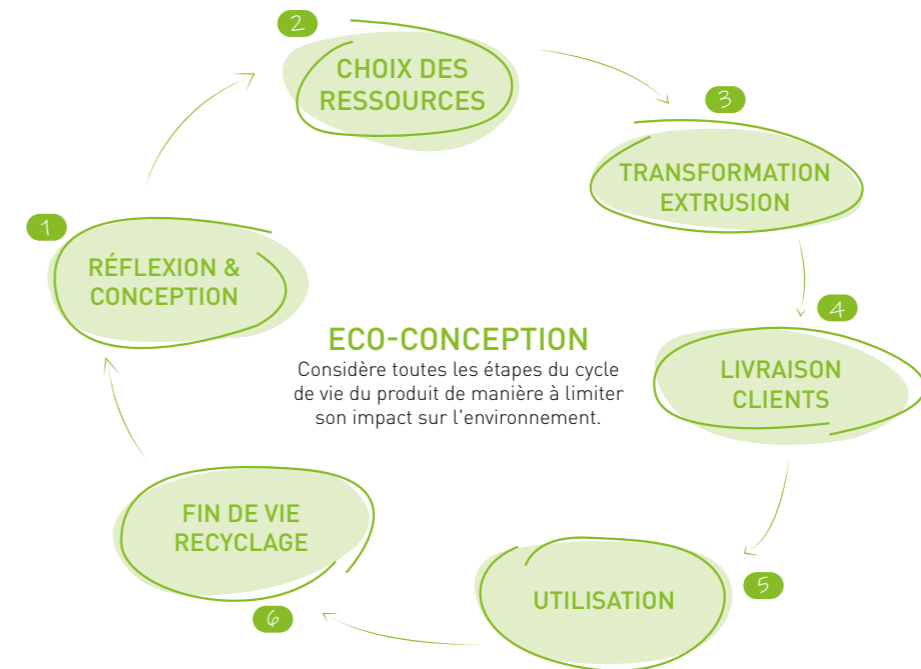 2
CHOIX DES
RESSOURCES
3
TRANSFORMATION
EXTRUSION
1
RÉFLEXION &
CONCEPTION
4
LIVRAISON
CLIENTS
ECO-CONCEPTION
Considère toutes les étapes du cycle
de vie du produit de manière à limiter
son impact sur l'environnement.
FIN DE VIE
RECYCLAGE
5
UTILISATION
6